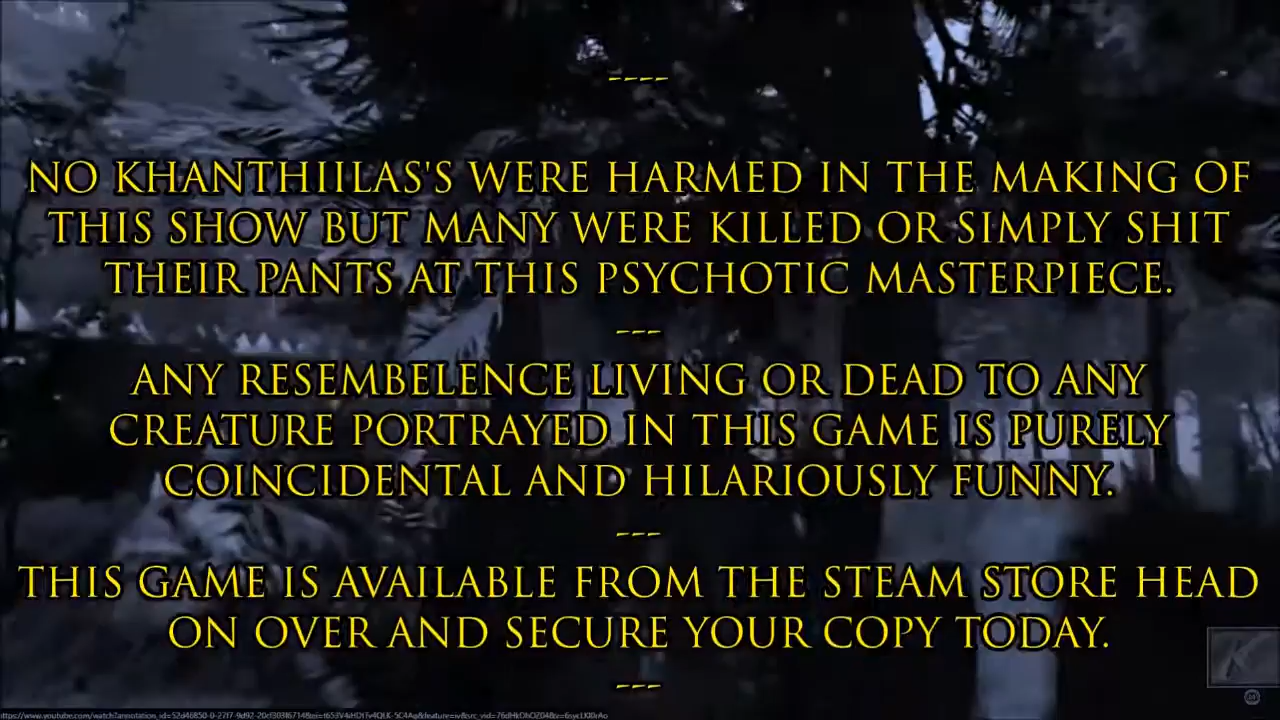 ----
NO KHANTHIILAS'S WERE HARMED IN THE MAKING OF
THIS SHOW BUT MANY WERE KILLED OR SIMPLY SHIT
THEIR PANTS AT THIS PSYCHOTIC MASTERPIECE.
---
ANY RESEMBELENCE LIVING OR DEAD TO ANY
CREATURE PORTRAYED IN THIS GAME IS PURELY
COINCIDENTAL AND HILARIOUSLY FUNNY.
---
THIS GAME IS AVAILABLE FROM THE STEAM STORE HEAD
ON OVER AND SECURE YOUR COPY TODAY.
---